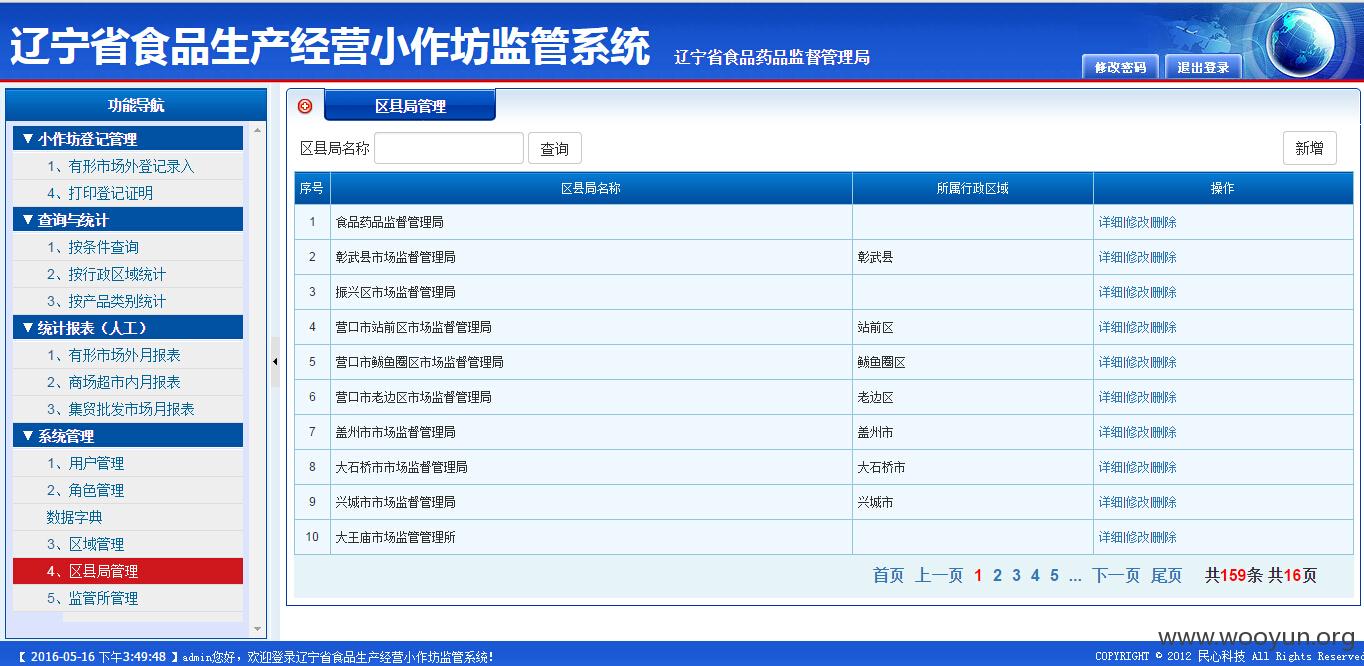 辽宁省食品生产经营小作坊监管系统 辽宁省食品药品监督管理局
修改密码 退出登录
功能导航
▼小作坊登记管理
1、有形市场外登记录入
4、打印登记证明
▼查询与统计
1、按条件查询
2、按行政区域统计
3、按产品类别统计
▼统计报表（人工）
1、有形市场外月报表
2、商场超市内月报表
3、集贸批发市场月报表
▼系统管理
1、用户管理
2、角色管理
数据字典
3、区域管理
4、区县局管理
5、监管所管理
区县局管理
区县局名称 查询 新增
序号 区县局名称 所属行政区域 操作
1 食品药品监督管理局 详细|修改|删除
2 彰武县市场监督管理局 彰武县 详细|修改|删除
3 振兴区市场监督管理局 详细|修改|删除
4 营口市站前区市场监督管理局 站前区 详细|修改|删除
5 营口市鲅鱼圈区市场监督管理局 鲅鱼圈区 详细|修改|删除
6 营口市老边区市场监督管理局 老边区 详细|修改|删除
7 盖州市市场监督管理局 盖州市 详细|修改|删除
8 大石桥市市场监督管理局 大石桥市 详细|修改|删除
9 兴城市市场监督管理局 兴城市 详细|修改|删除
10 大王庙市场监管管理所 详细|修改|删除
首页 上一页 1 2 3 4 5 ... 下一页 尾页 共159条 共16页
www.wooyun.org
【 2016-05-16 下午3:49:48 】admin您好，欢迎登录辽宁省食品生产经营小作坊监管系统!
COPYRIGHT © 2012 民心科技 All Rights Reserve